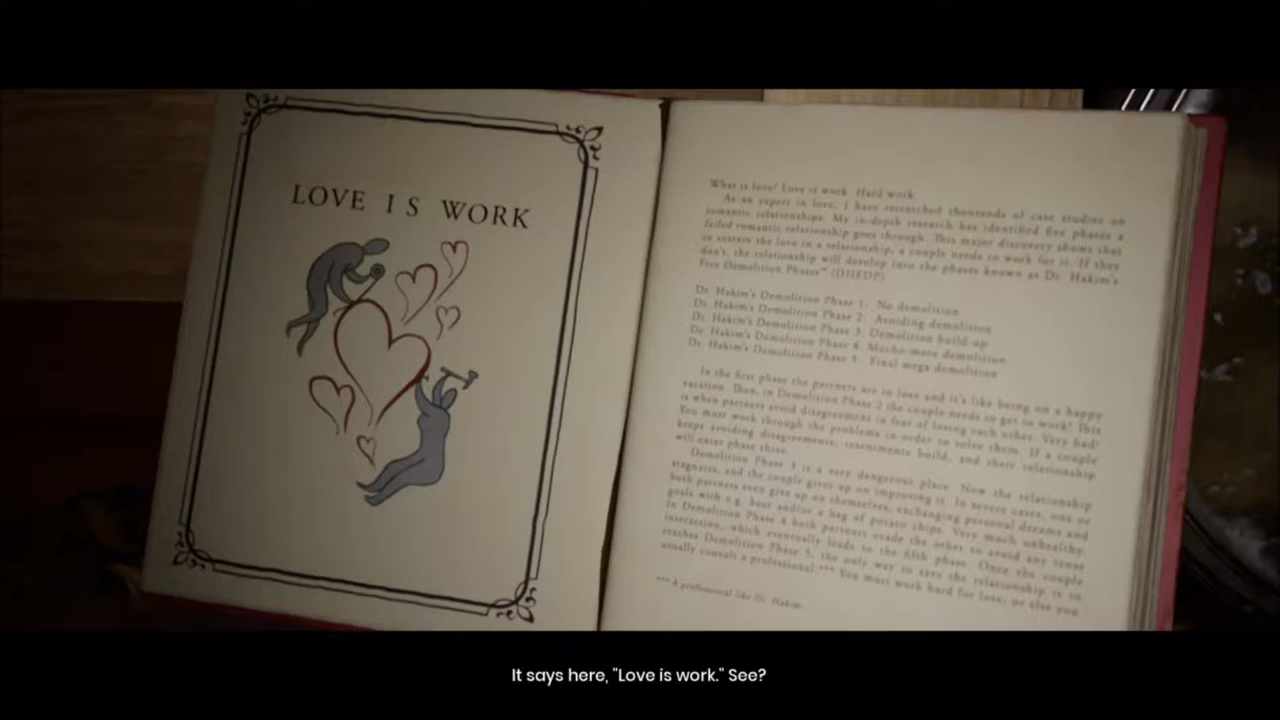 LOVE IS WORK
What is love? Love is work. Hard work.
As an expert in love, I have researched thousands of case studies on
romantic relationships. My in-depth research has identified five phases a
failed romantic relationship goes through. This major discovery shows that
to sustain the love in a relationship, a couple needs to work for it. If they
don't, the relationship will develop into the phases known as Dr. Hakim's
Five Demolition Phases™ (DHFDP)
Dr. Hakim's Demolition Phase 1: No demolition
Dr. Hakim's Demolition Phase 2: Avoiding demolition
Dr. Hakim's Demolition Phase 3: Demolition build-up
Dr. Hakim's Demolition Phase 4: Mucho-more demolition
Dr. Hakim's Demolition Phase 5: Final mega demolition
In the first phase the partners are in love and it's like being on a happy
vacation. Then, in Demolition Phase 2 the couple needs to get to work! This
is when partners avoid disagreement in fear of losing each other. Very bad!
You must work through the problems in order to solve them. If a couple
keeps avoiding disagreements, resentments build, and their relationship
will enter phase three.
Demolition Phase 3 is a very dangerous place. Now the relationship
stagnates, and the couple gives up on improving it. In severe cases, one or
both partners even give up on themselves, exchanging personal dreams and
goals with e.g. beer and/or a bag of potato chips. Very much unhealthy.
In Demolition Phase 4 both partners evade the other to avoid any tense
interaction, which eventually leads to the fifth phase. Once the couple
reaches Demolition Phase 5, the only way to save the relationship is to
usually consult a professional.*** You must work hard for love, or else you
***A professional like Dr. Hakim
It says here, "Love is work." See?